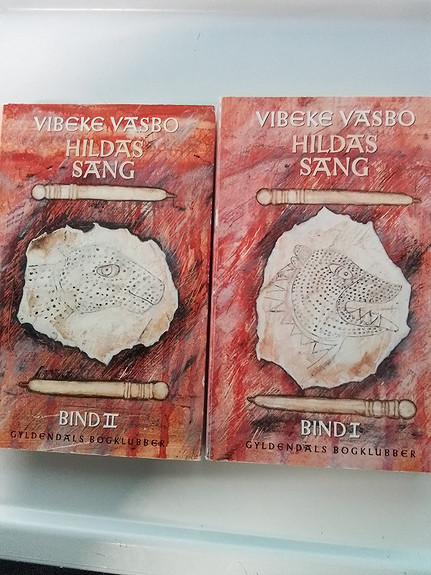 VIBEKE VASBO
HILDAS
SANG
BIND II
GYLDENDALS BOGKLUBBER
VIBEKE VASBO
HILDAS
SANG
BIND I
GYLDENDALS BOGKLUBBER